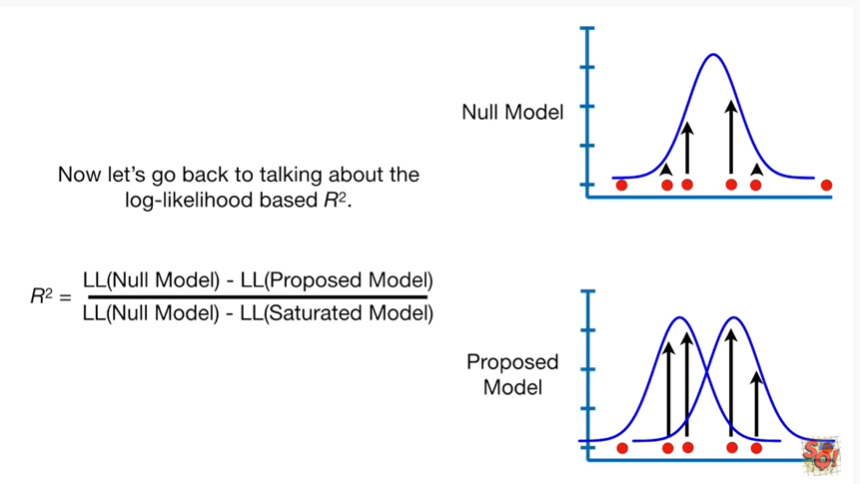 Null Model
Now let's go back to talking about the
log-likelihood based R².
R² =
LL(Null Model) - LL(Proposed Model)
LL(Null Model) - LL(Saturated Model)
Proposed
Model
SQ!